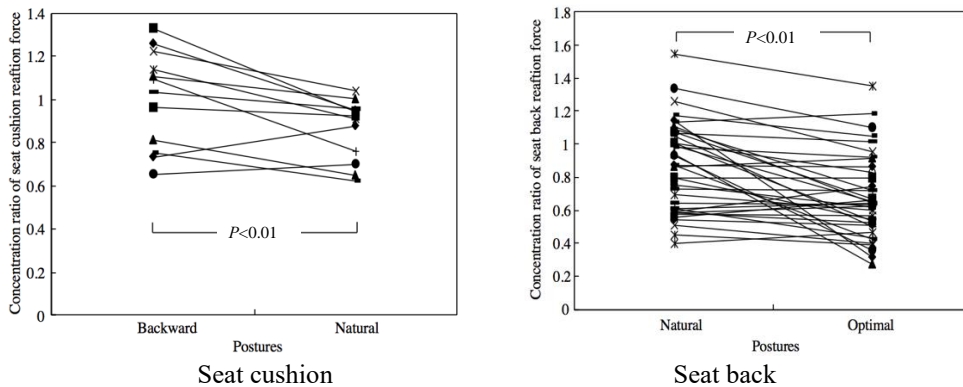 Concentration ratio of seat cushion reaftion force
1.4
1.2
1
0.8
0.6
0.4
0.2
0
P<0.01
Backward
Natural
Postures
Seat cushion
Concentration ratio of seat back reaftion force
1.8
1.6
1.4
1.2
1
0.8
0.6
0.4
0.2
0
P<0.01
Natural
Optimal
Postures
Seat back